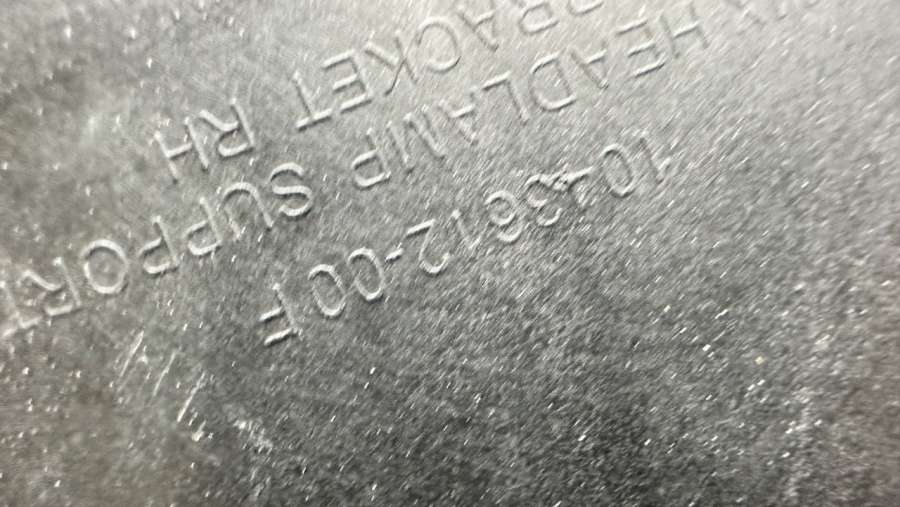 1043612-00 F
HEADLAMP SUPPORT
BRACKET RH